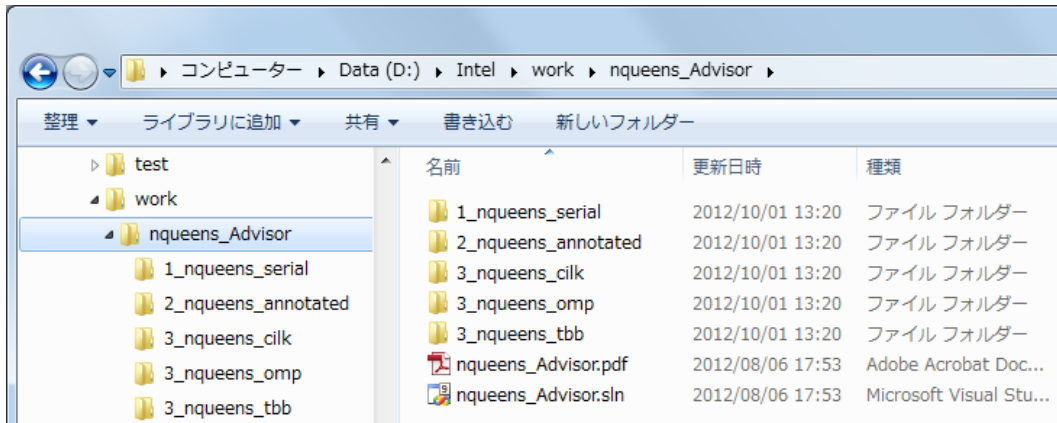 コンピューター ▸ Data (D:) ▸ Intel ▸ work ▸ nqueens_Advisor ▸
整理 ▼ ライブラリに追加 ▼ 共有 ▼ 書き込む 新しいフォルダー
test
work
nqueens_Advisor
1_nqueens_serial
2_nqueens_annotated
3_nqueens_cilk
3_nqueens_omp
3_nqueens_tbb
名前 更新日時 種類
1_nqueens_serial 2012/10/01 13:20 ファイル フォルダー
2_nqueens_annotated 2012/10/01 13:20 ファイル フォルダー
3_nqueens_cilk 2012/10/01 13:20 ファイル フォルダー
3_nqueens_omp 2012/10/01 13:20 ファイル フォルダー
3_nqueens_tbb 2012/10/01 13:20 ファイル フォルダー
nqueens_Advisor.pdf 2012/08/06 17:53 Adobe Acrobat Doc...
nqueens_Advisor.sln 2012/08/06 17:53 Microsoft Visual Stu...